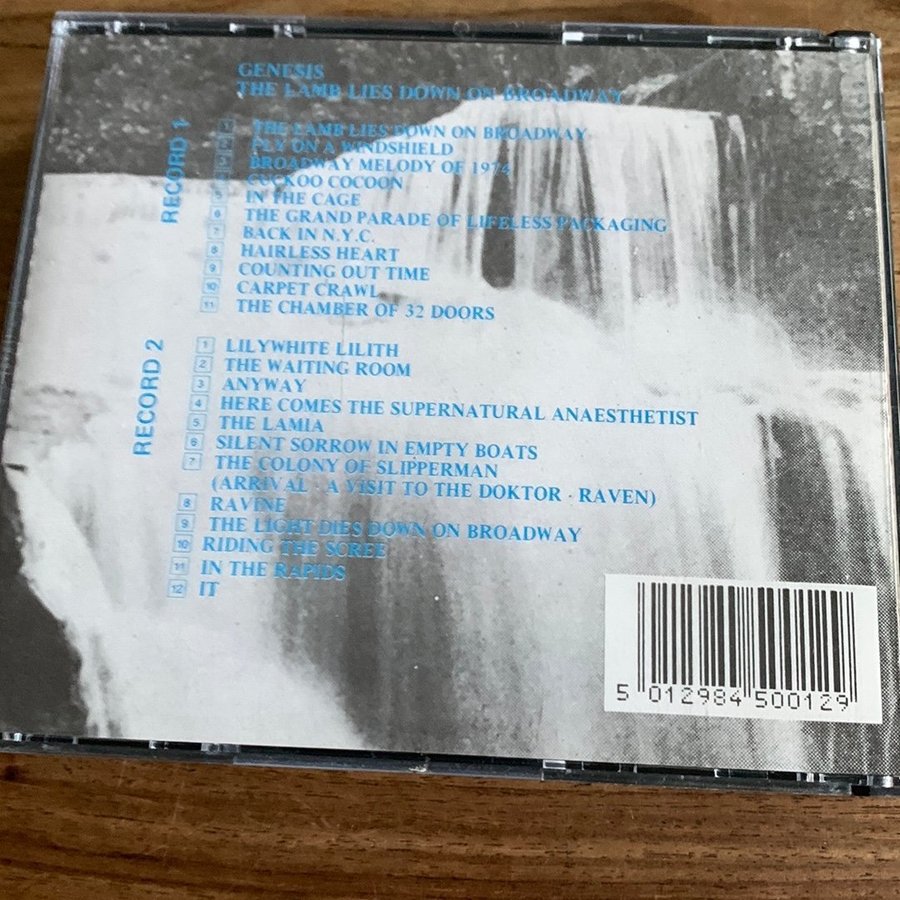 GENESIS
THE LAMB LIES DOWN ON BROADWAY
RECORD 1
1 THE LAMB LIES DOWN ON BROADWAY
2 FLY ON A WINDSHIELD
3 BROADWAY MELODY OF 1974
4 CUCKOO COCOON
5 IN THE CAGE
6 THE GRAND PARADE OF LIFELESS PACKAGING
7 BACK IN N.Y.C.
8 HAIRLESS HEART
9 COUNTING OUT TIME
10 CARPET CRAWL
11 THE CHAMBER OF 32 DOORS
RECORD 2
1 LILYWHITE LILITH
2 THE WAITING ROOM
3 ANYWAY
4 HERE COMES THE SUPERNATURAL ANAESTHETIST
5 THE LAMIA
6 SILENT SORROW IN EMPTY BOATS
7 THE COLONY OF SLIPPERMAN
(ARRIVAL · A VISIT TO THE DOKTOR · RAVEN)
8 RAVINE
9 THE LIGHT DIES DOWN ON BROADWAY
10 RIDING THE SCREE
11 IN THE RAPIDS
12 IT
5 012984 500129